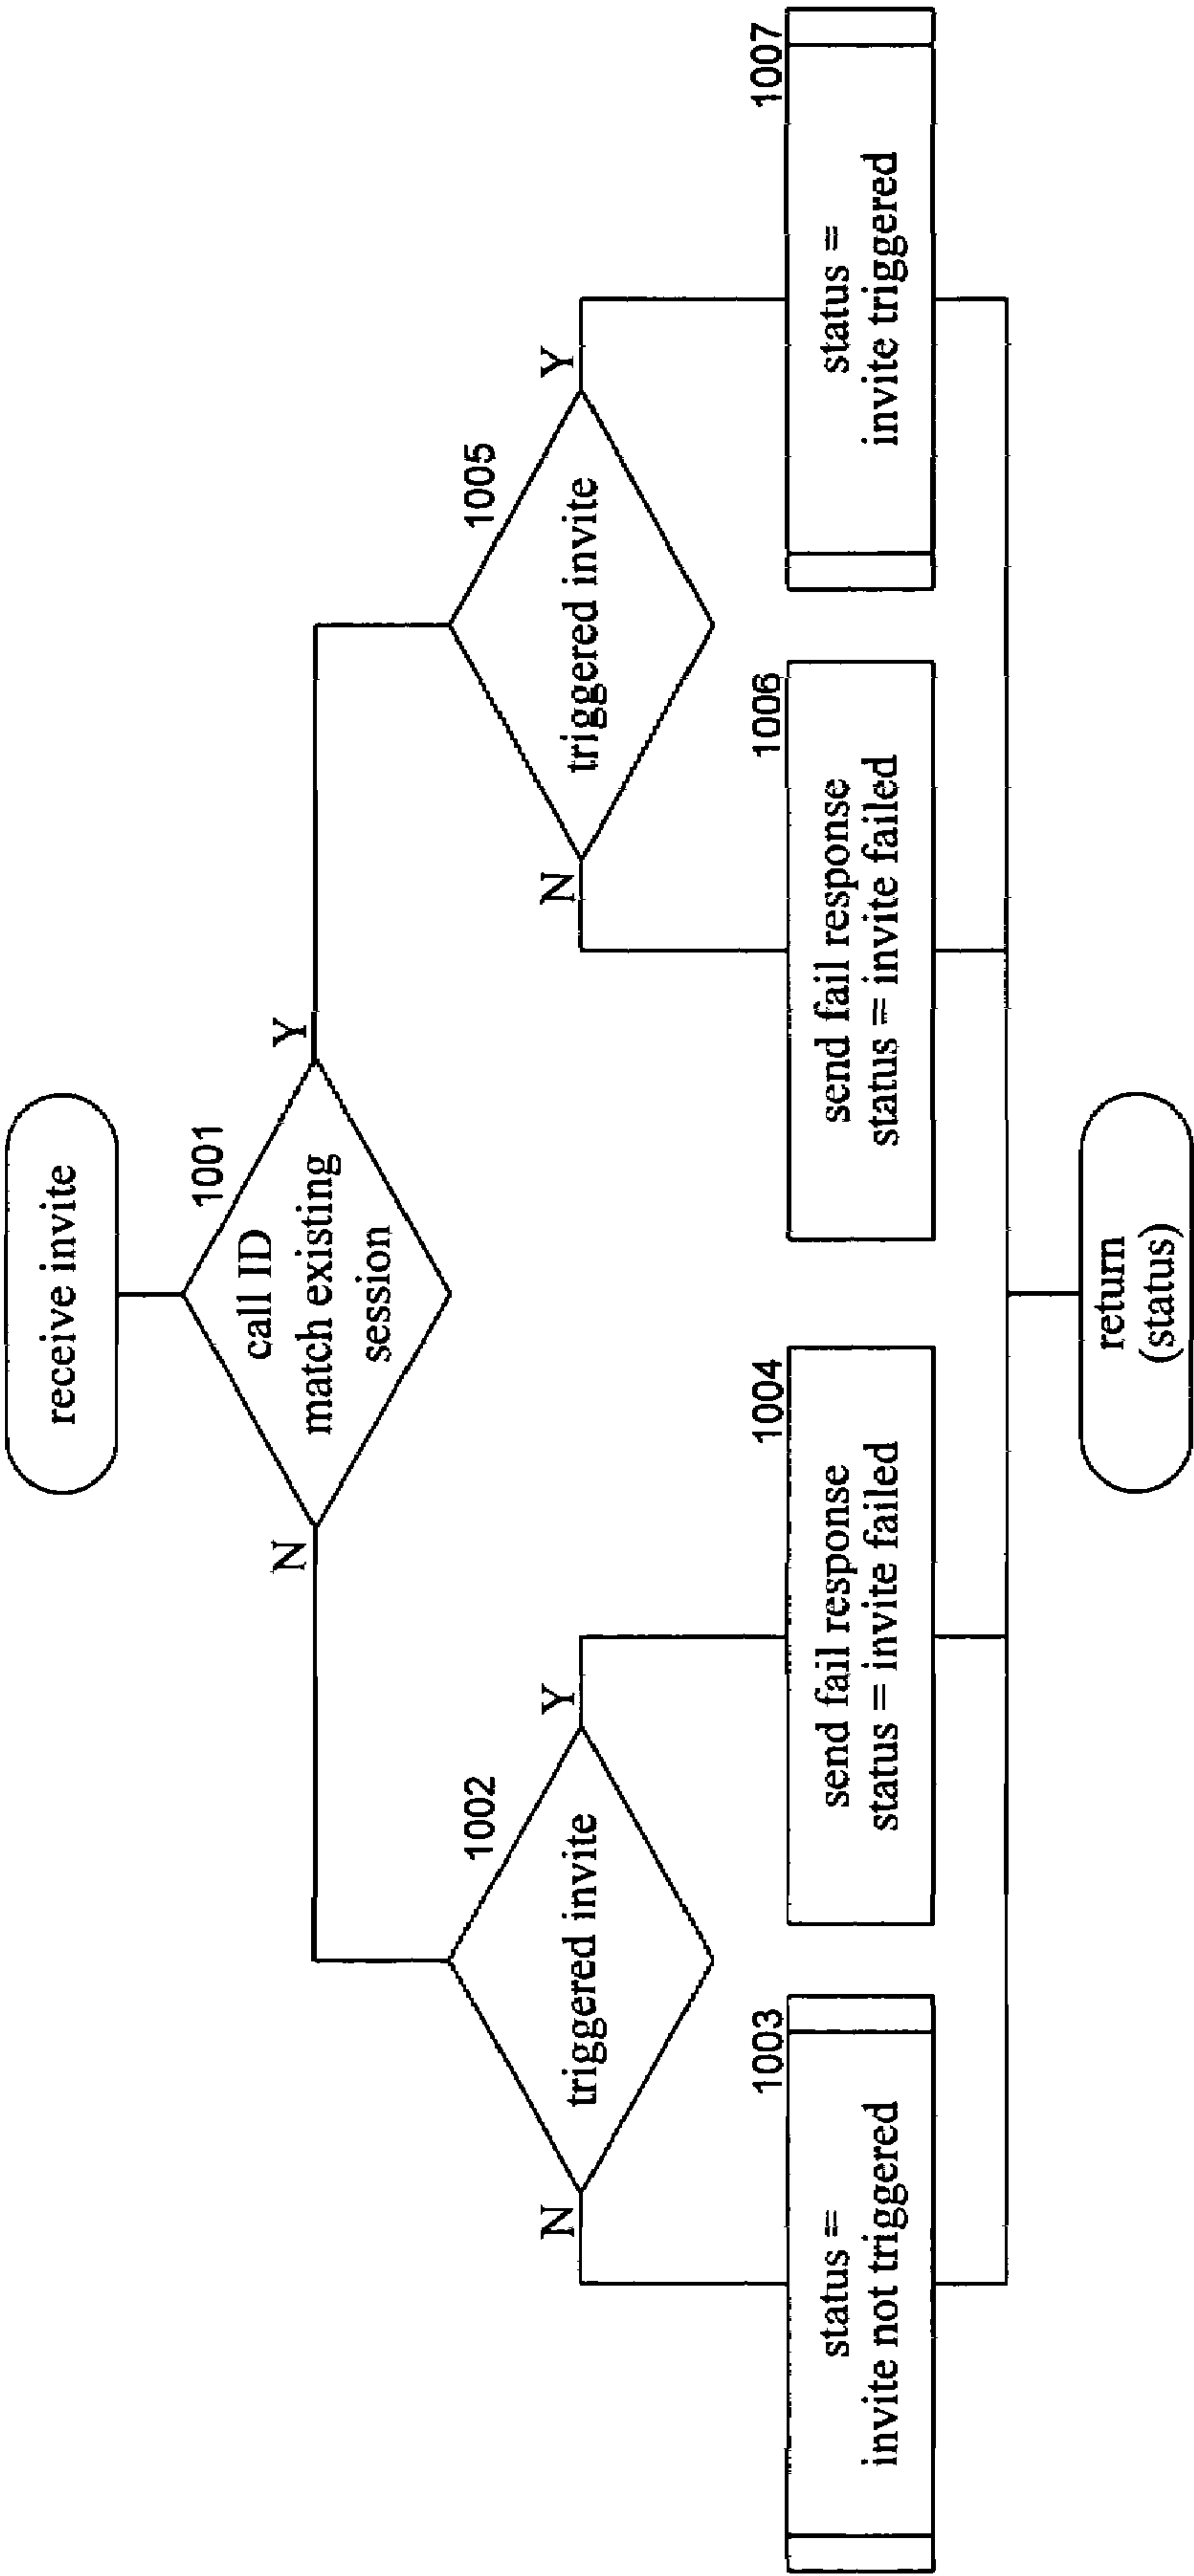 receive invite
1001
call ID
match existing
session
N
Y
1002
triggered invite
N
Y
1005
triggered invite
N
Y
1003
status =
invite not triggered
1004
send fail response
status = invite failed
1006
send fail response
status = invite failed
1007
status =
invite triggered
return
(status)